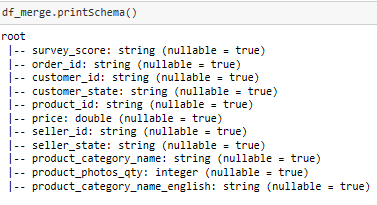 df_merge.printSchema()
root
|-- survey_score: string (nullable = true)
|-- order_id: string (nullable = true)
|-- customer_id: string (nullable = true)
|-- customer_state: string (nullable = true)
|-- product_id: string (nullable = true)
|-- price: double (nullable = true)
|-- seller_id: string (nullable = true)
|-- seller_state: string (nullable = true)
|-- product_category_name: string (nullable = true)
|-- product_photos_qty: integer (nullable = true)
|-- product_category_name_english: string (nullable = true)